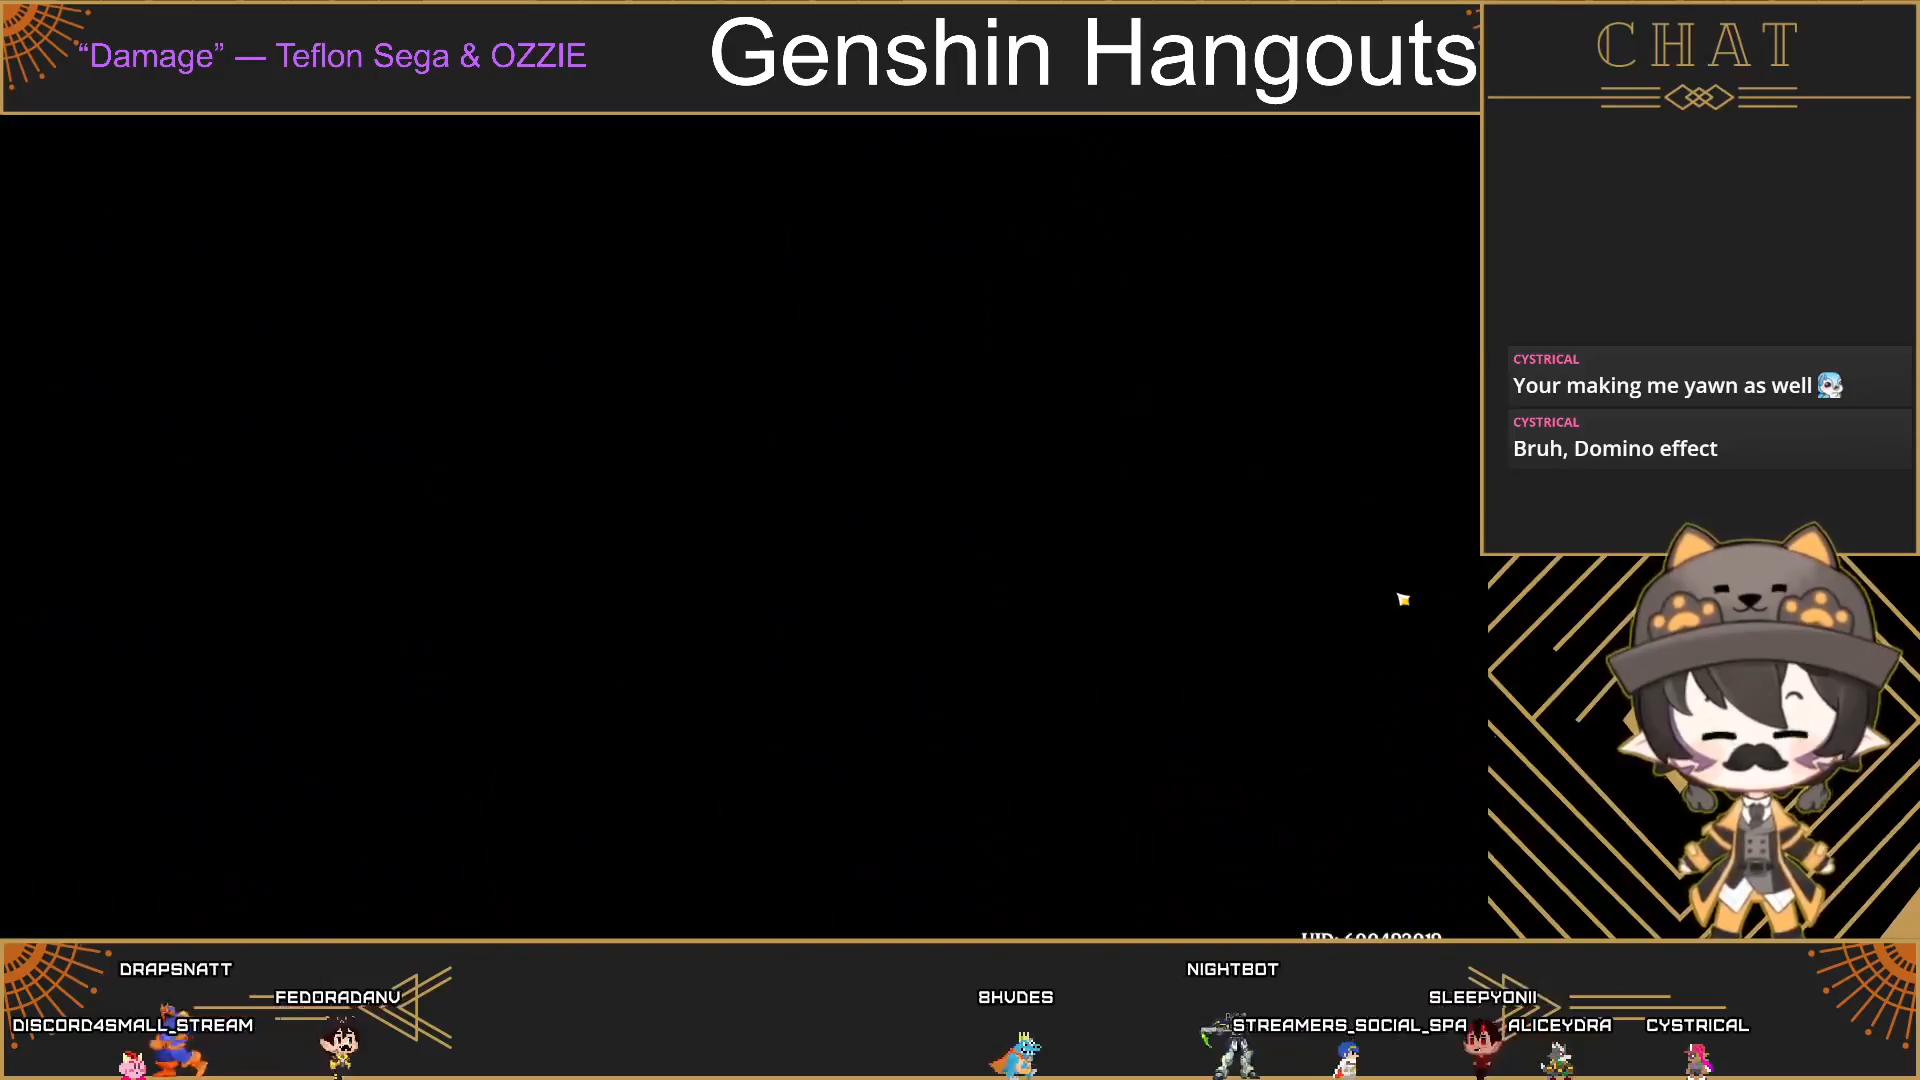 “Damage” — Teflon Sega & OZZIE
Genshin Hangouts
CHAT
CYSTRICAL
Your making me yawn as well
CYSTRICAL
Bruh, Domino effect
DRAPSNATT
NIGHTBOT
FEDORADANV
8HVDES
SLEEPYONII
DISCORD4SMALL_STREAM
STREAMERS_SOCIAL_SPA
ALICEYDRA
CYSTRICAL